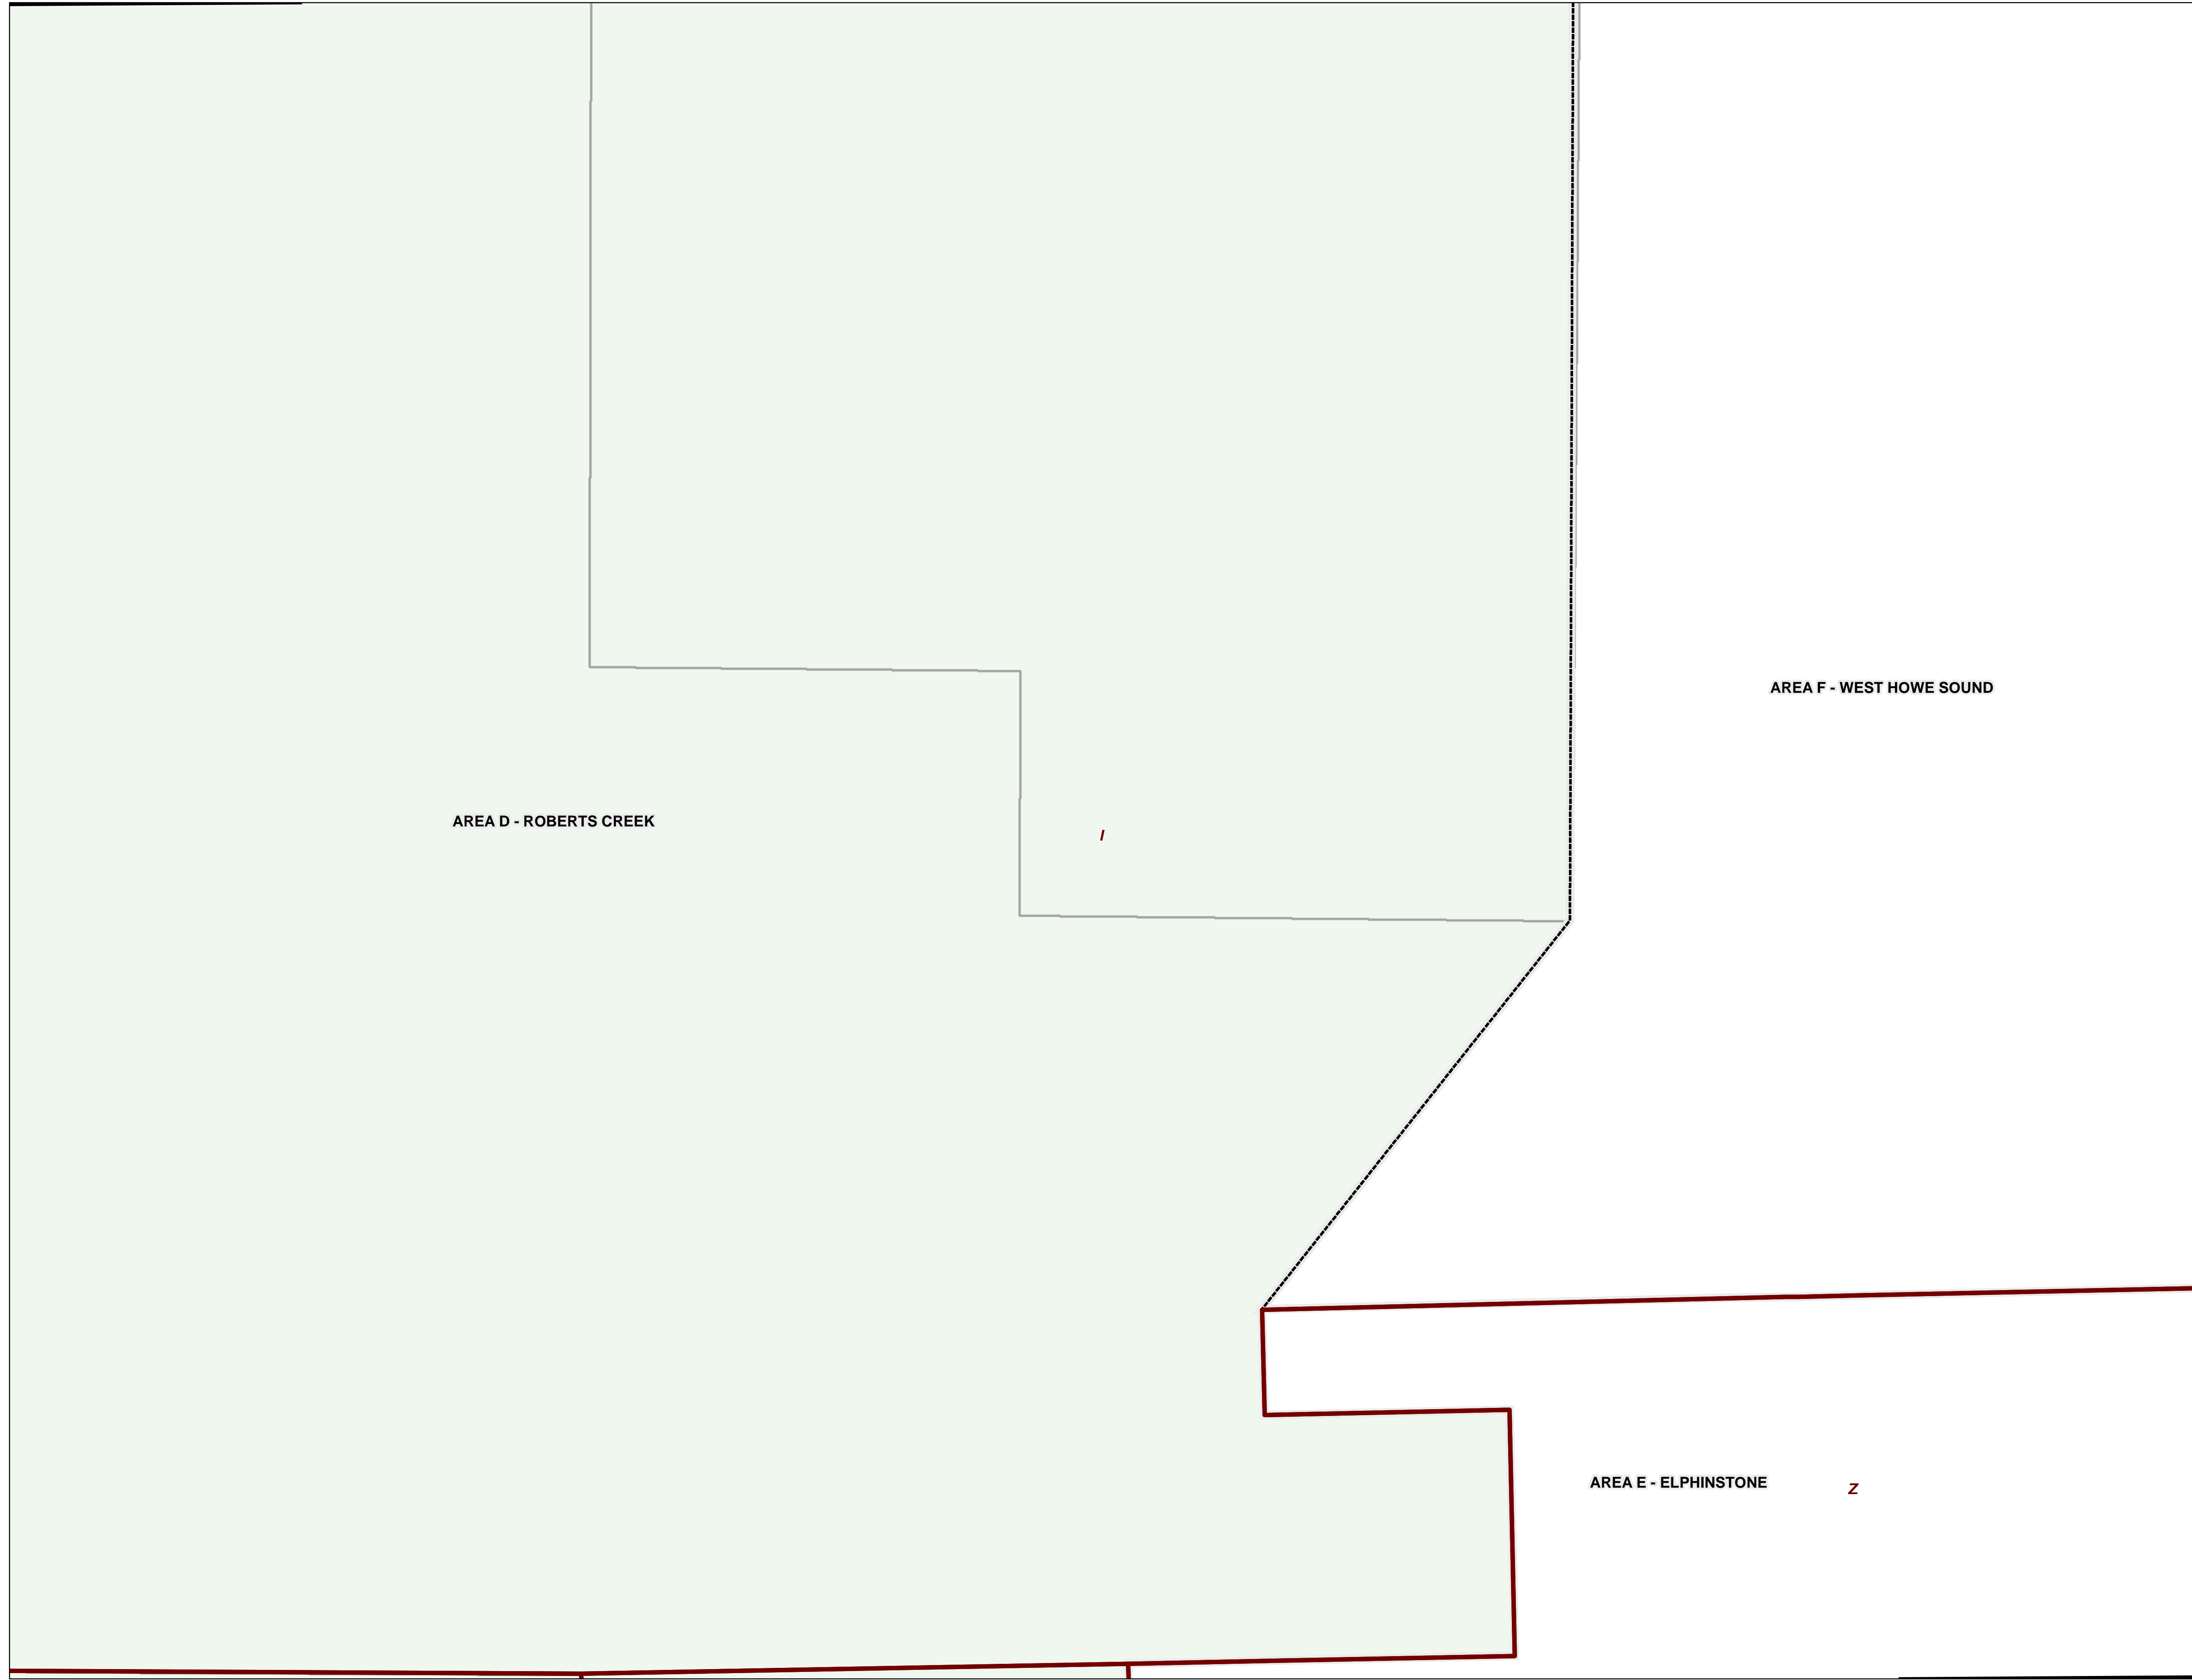 AREA F - WEST HOWE SOUND
AREA D - ROBERTS CREEK
I
AREA E - ELPHINSTONE
Z